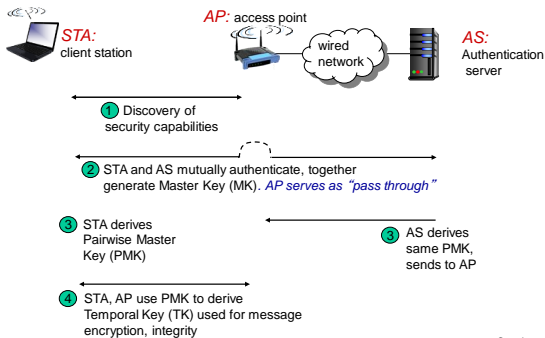 STA:
client station
AP: access point
wired
network
AS:
Authentication
server
1 Discovery of
security capabilities
2 STA and AS mutually authenticate, together
generate Master Key (MK). AP serves as “pass through”
3 STA derives
Pairwise Master
Key (PMK)
3 AS derives
same PMK,
sends to AP
4 STA, AP use PMK to derive
Temporal Key (TK) used for message
encryption, integrity